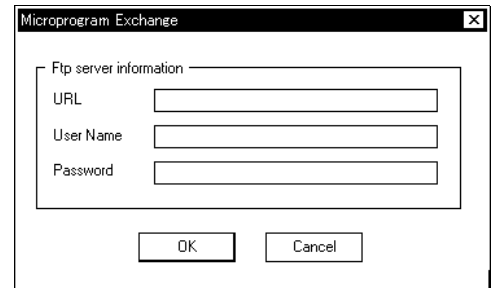 Microprogram Exchange
Ftp server information
URL
User Name
Password
OK
Cancel